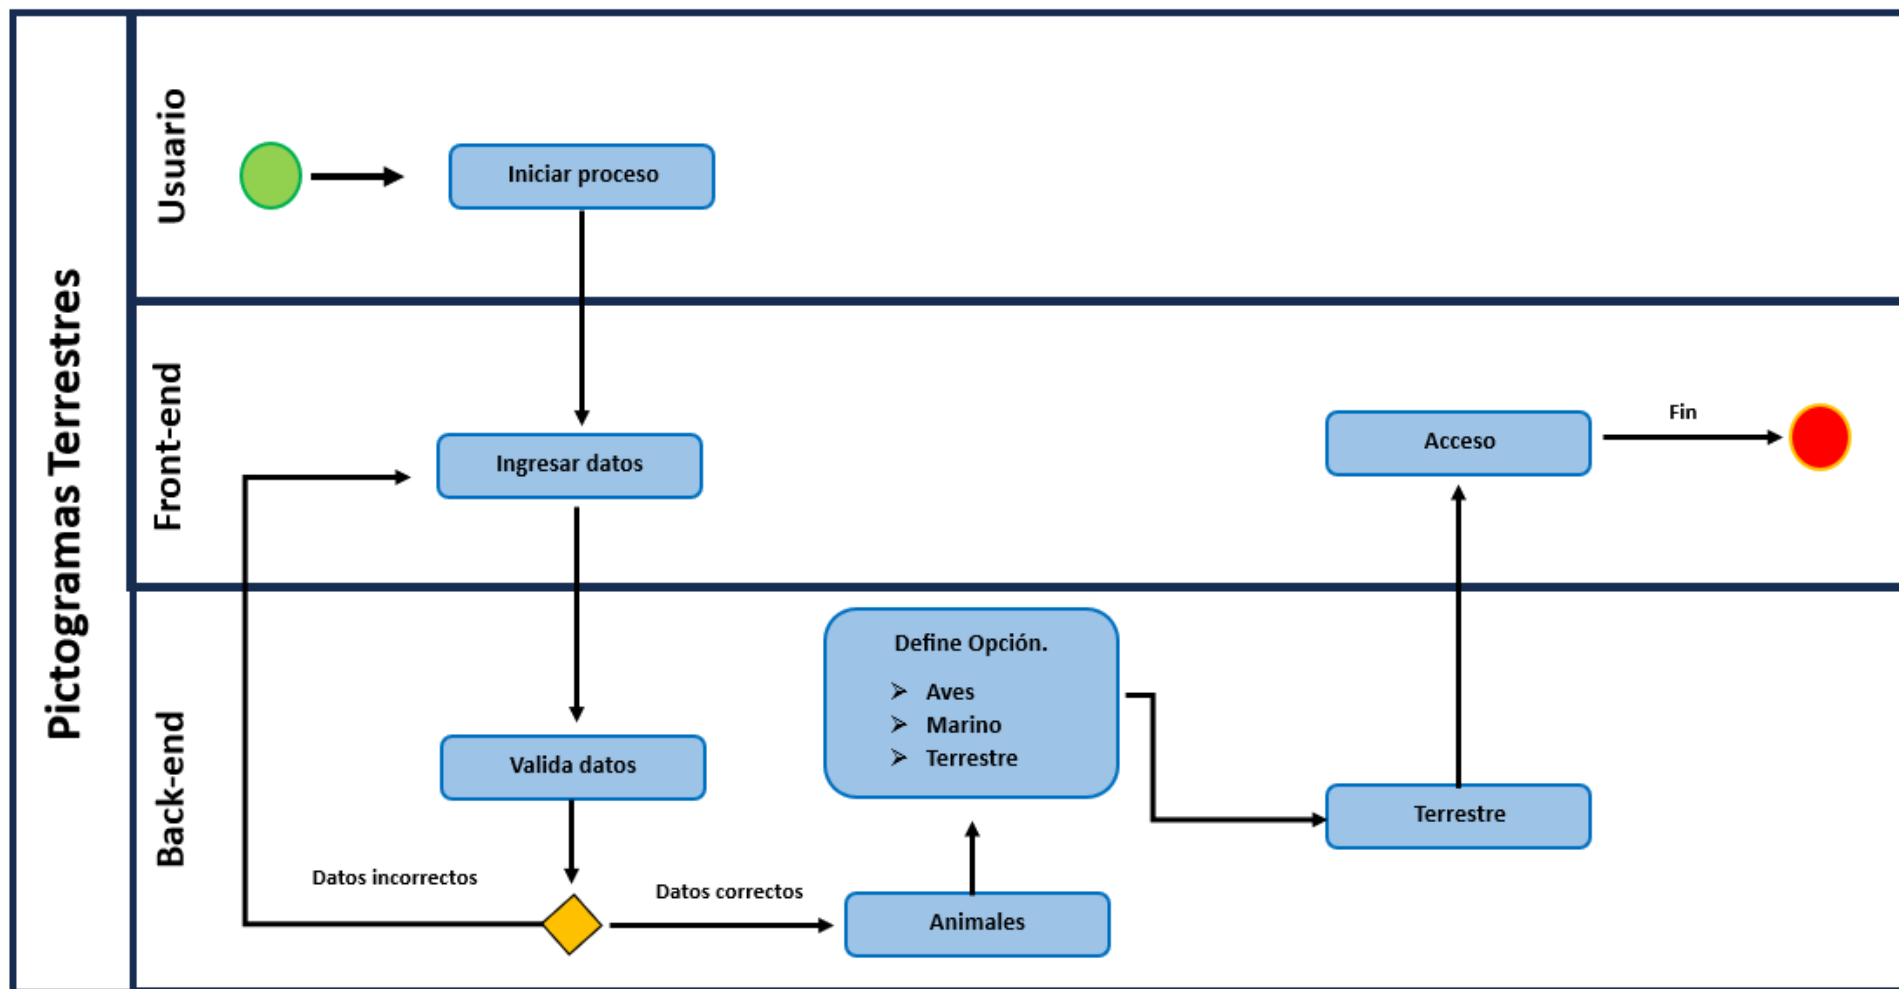 Pictogramas Terrestres
Usuario
Iniciar proceso
Front-end
Ingresar datos
Acceso
Fin
Back-end
Valida datos
Datos incorrectos
Datos correctos
Animales
Define Opción.
➢ Aves
➢ Marino
➢ Terrestre
Terrestre